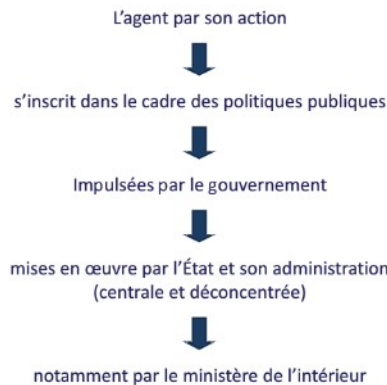 L’agent par son action
s’inscrit dans le cadre des politiques publiques
Impulsées par le gouvernement
mises en œuvre par l’État et son administration
(centrale et déconcentrée)
notamment par le ministère de l’intérieur